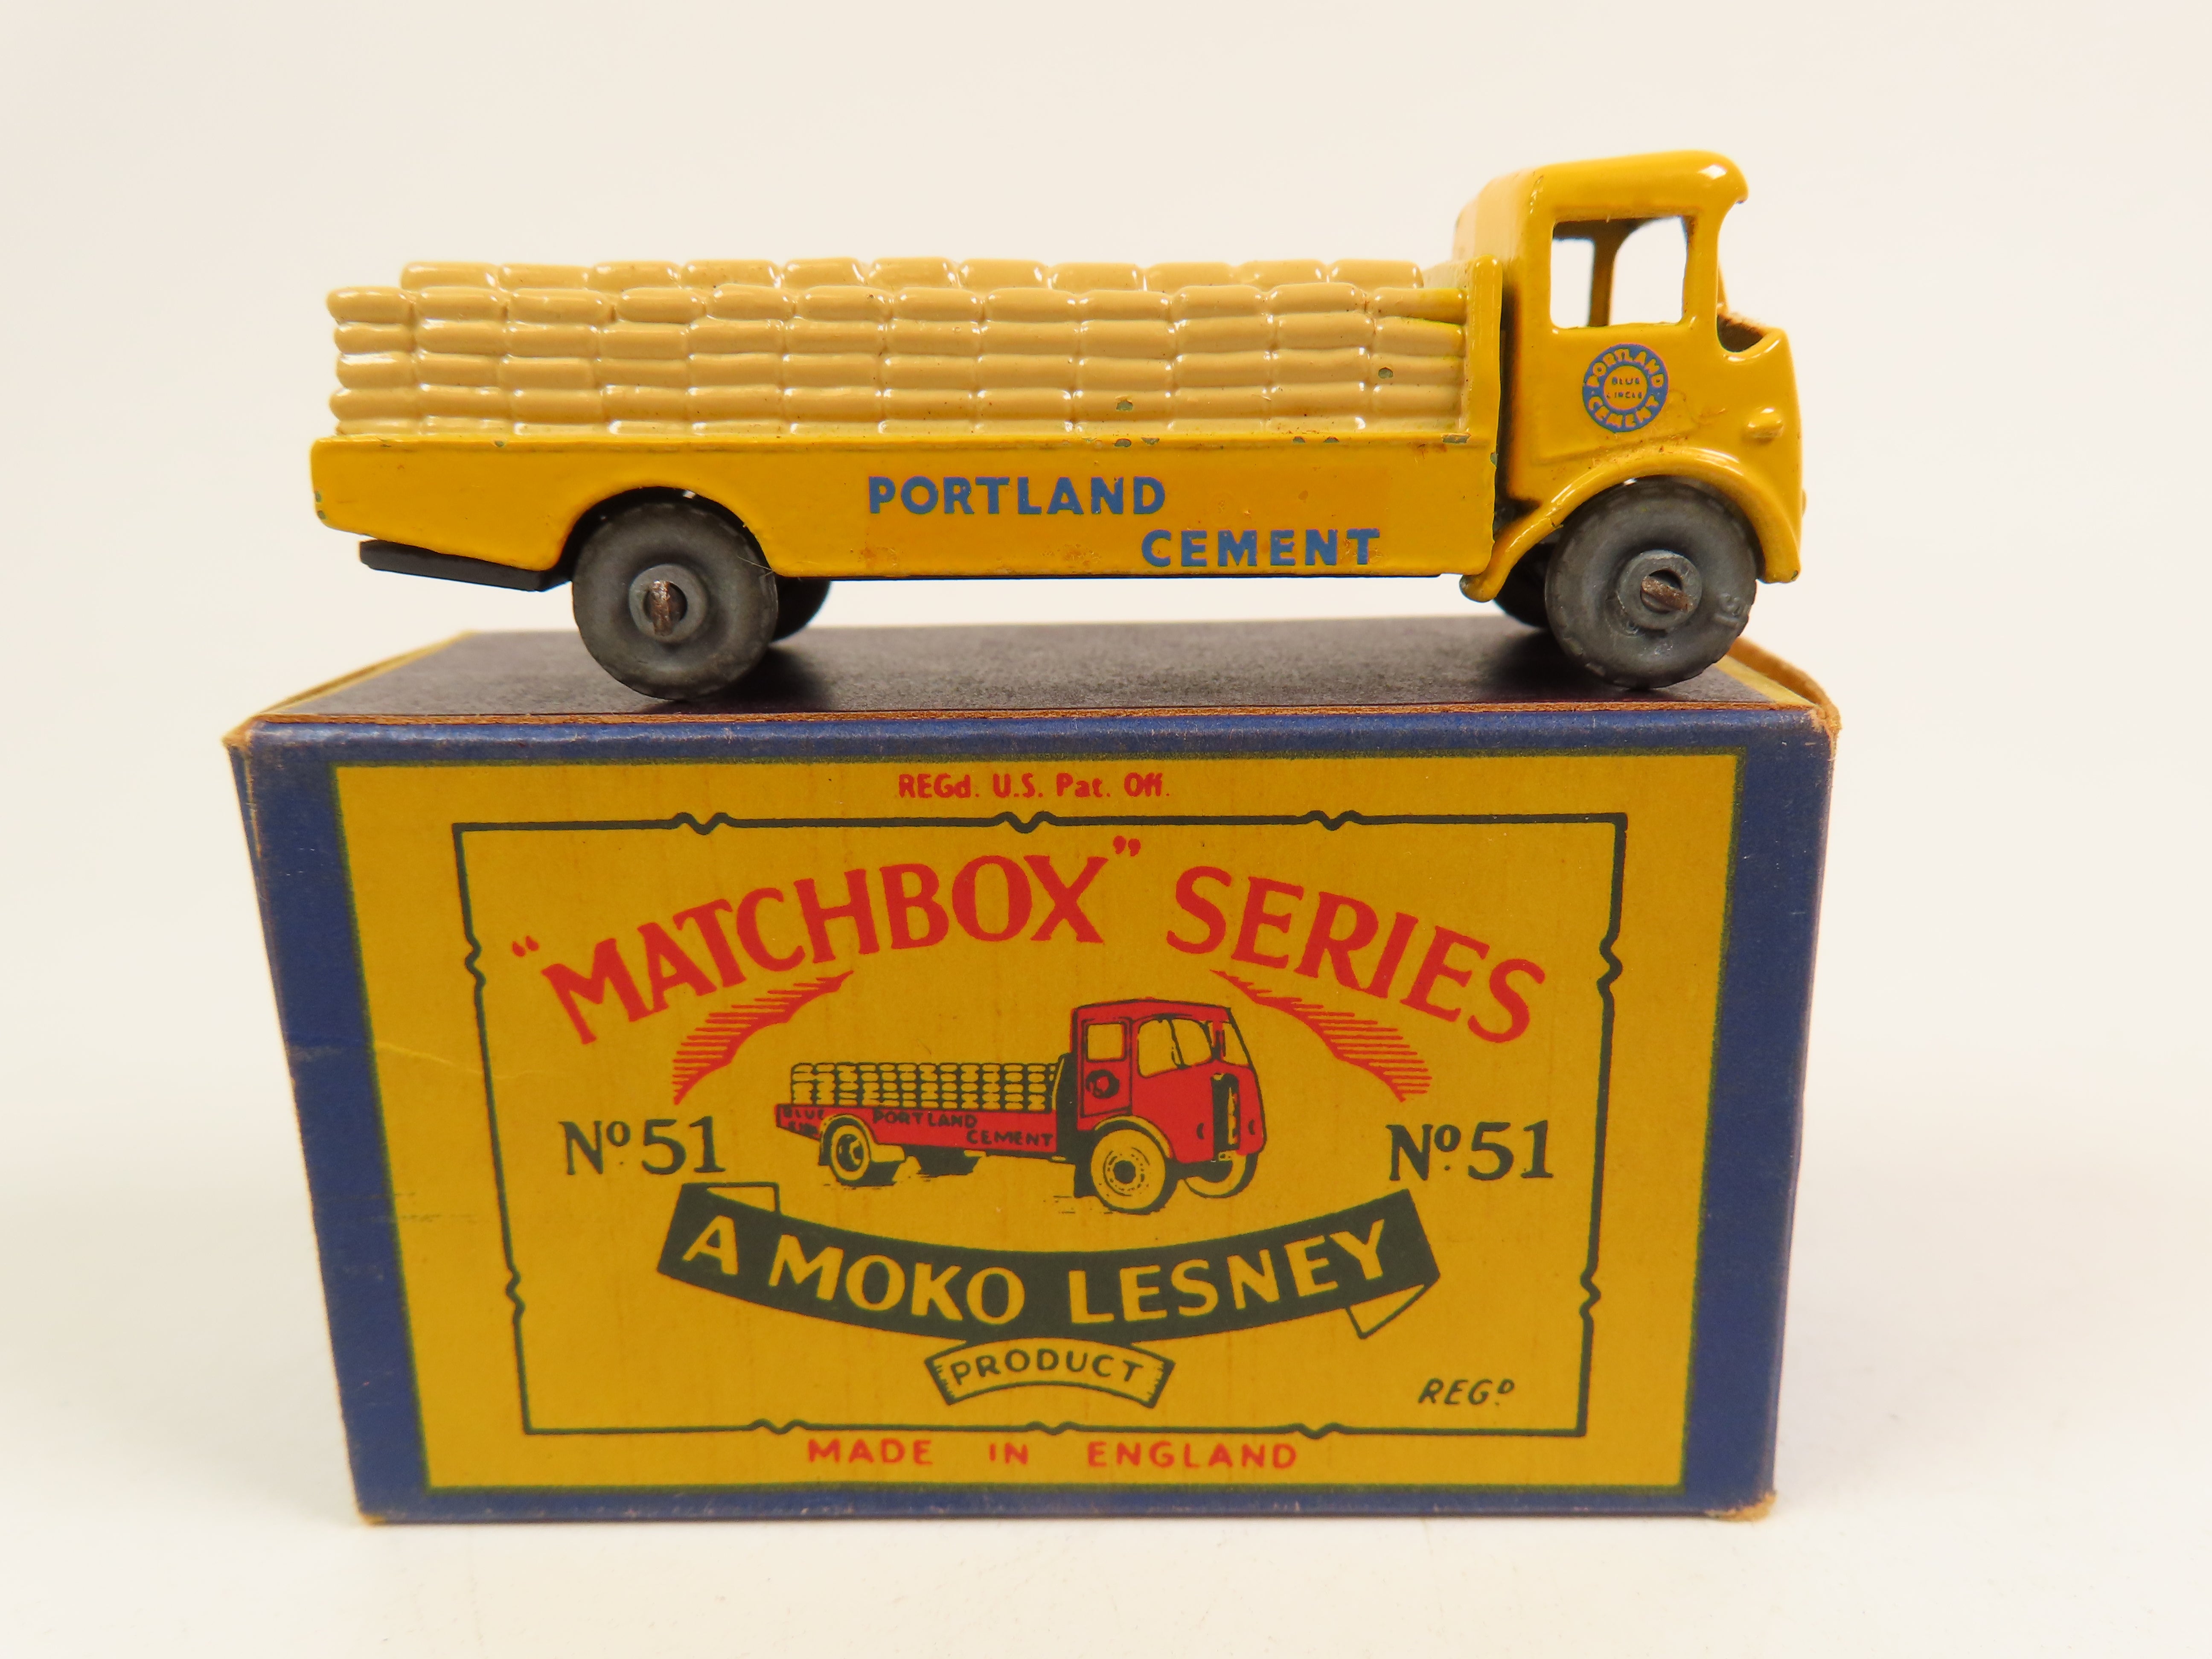 PORTLAND
BLUE
CIRCLE
CEMENT
PORTLAND
CEMENT
REGd. U.S. Pat. Off.
"MATCHBOX" SERIES
BLUE
PORTLAND
CEMENT
Nº51
Nº51
A MOKO LESNEY
PRODUCT
REGD.
MADE IN ENGLAND